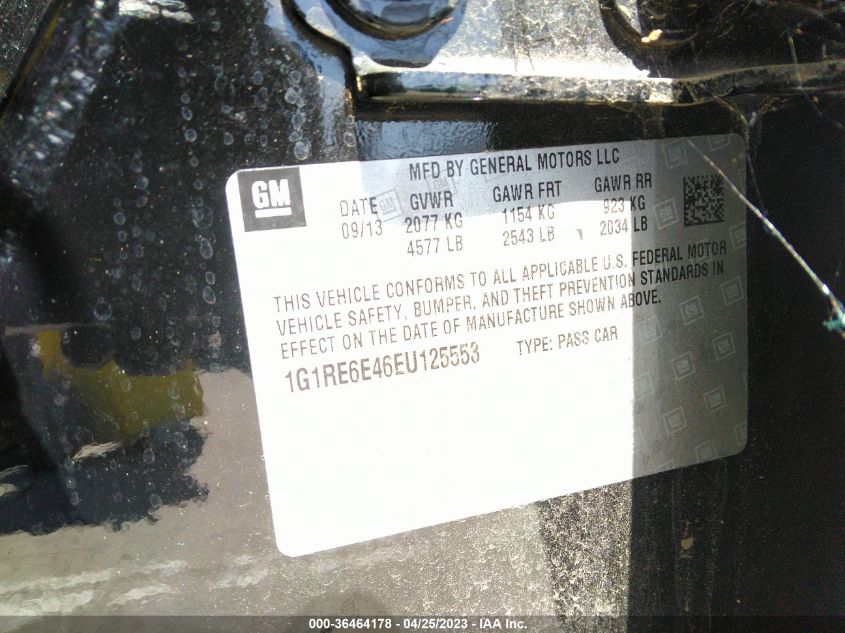 GM
MFD BY GENERAL MOTORS LLC
DATE GVWR GAWR FRT GAWR RR
09/13 2077 KG 1154 KG 923 KG
4577 LB 2543 LB 2034 LB
THIS VEHICLE CONFORMS TO ALL APPLICABLE U.S. FEDERAL MOTOR
VEHICLE SAFETY, BUMPER, AND THEFT PREVENTION STANDARDS IN
EFFECT ON THE DATE OF MANUFACTURE SHOWN ABOVE.
1G1RE6E46EU125553 TYPE: PASS CAR
000-36464178 - 04/25/2023 - © IAA, Inc.